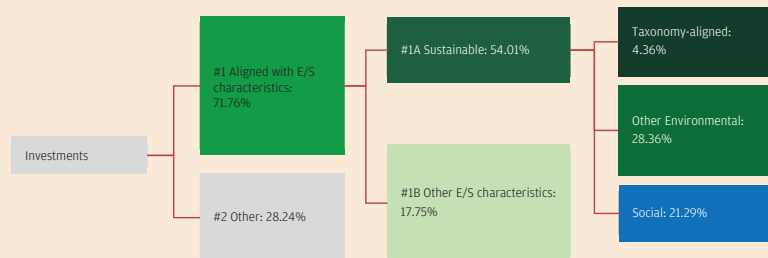 Investments
#1 Aligned with E/S
characteristics:
71.76%
#2 Other: 28.24%
#1A Sustainable: 54.01%
#1B Other E/S characteristics:
17.75%
Taxonomy-aligned:
4.36%
Other Environmental:
28.36%
Social: 21.29%